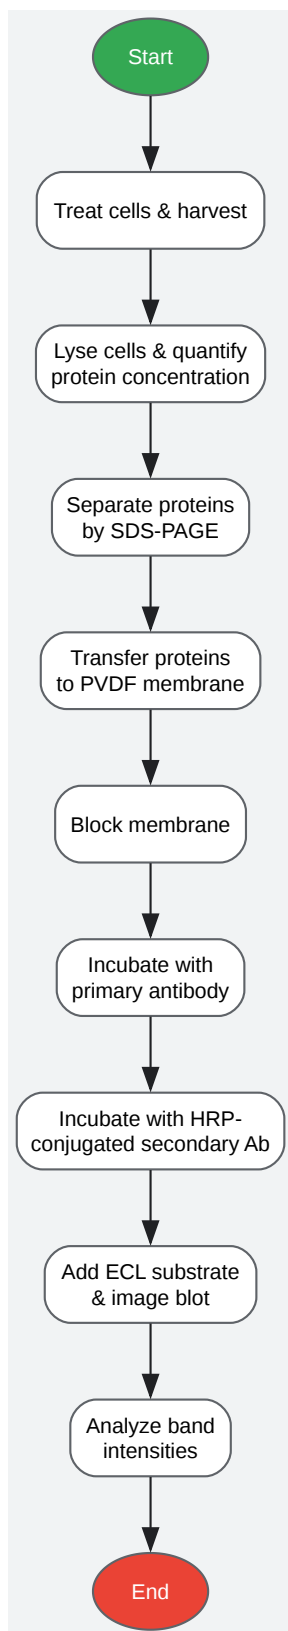 Start
Treat cells & harvest
Lyse cells & quantify
protein concentration
Separate proteins
by SDS-PAGE
Transfer proteins
to PVDF membrane
Block membrane
Incubate with
primary antibody
Incubate with HRP-
conjugated secondary Ab
Add ECL substrate
& image blot
Analyze band
intensities
End